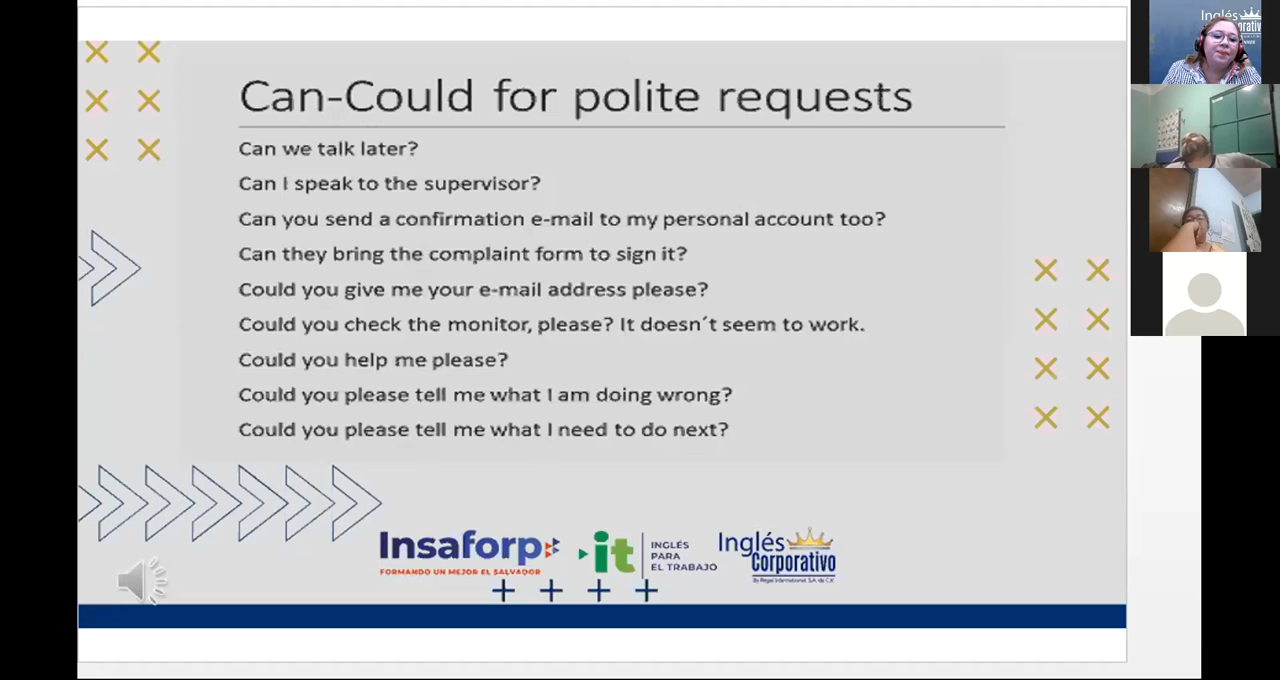 Can-Could for polite requests
Can we talk later?
Can I speak to the supervisor?
Can you send a confirmation e-mail to my personal account too?
Can they bring the complaint form to sign it?
Could you give me your e-mail address please?
Could you check the monitor, please? It doesn´t seem to work.
Could you help me please?
Could you please tell me what I am doing wrong?
Could you please tell me what I need to do next?
Insaforp
FORMANDO UN MEJOR EL SALVADOR
it
INGLÉS
PARA
EL TRABAJO
Inglés
Corporativo
By Regal International, S.A. de C.V.
Inglés